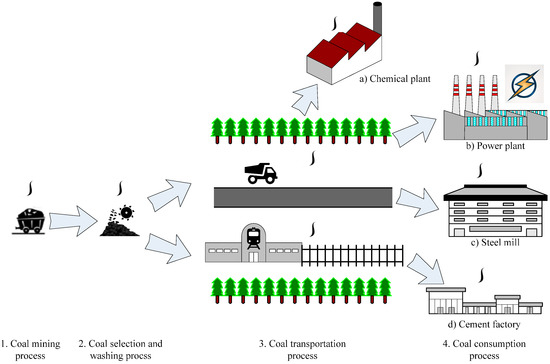 a) Chemical plant
b) Power plant
c) Steel mill
d) Cement factory
1. Coal mining
process
2. Coal selection and
washing procss
3. Coal transportation
process
4. Coal consumption
process